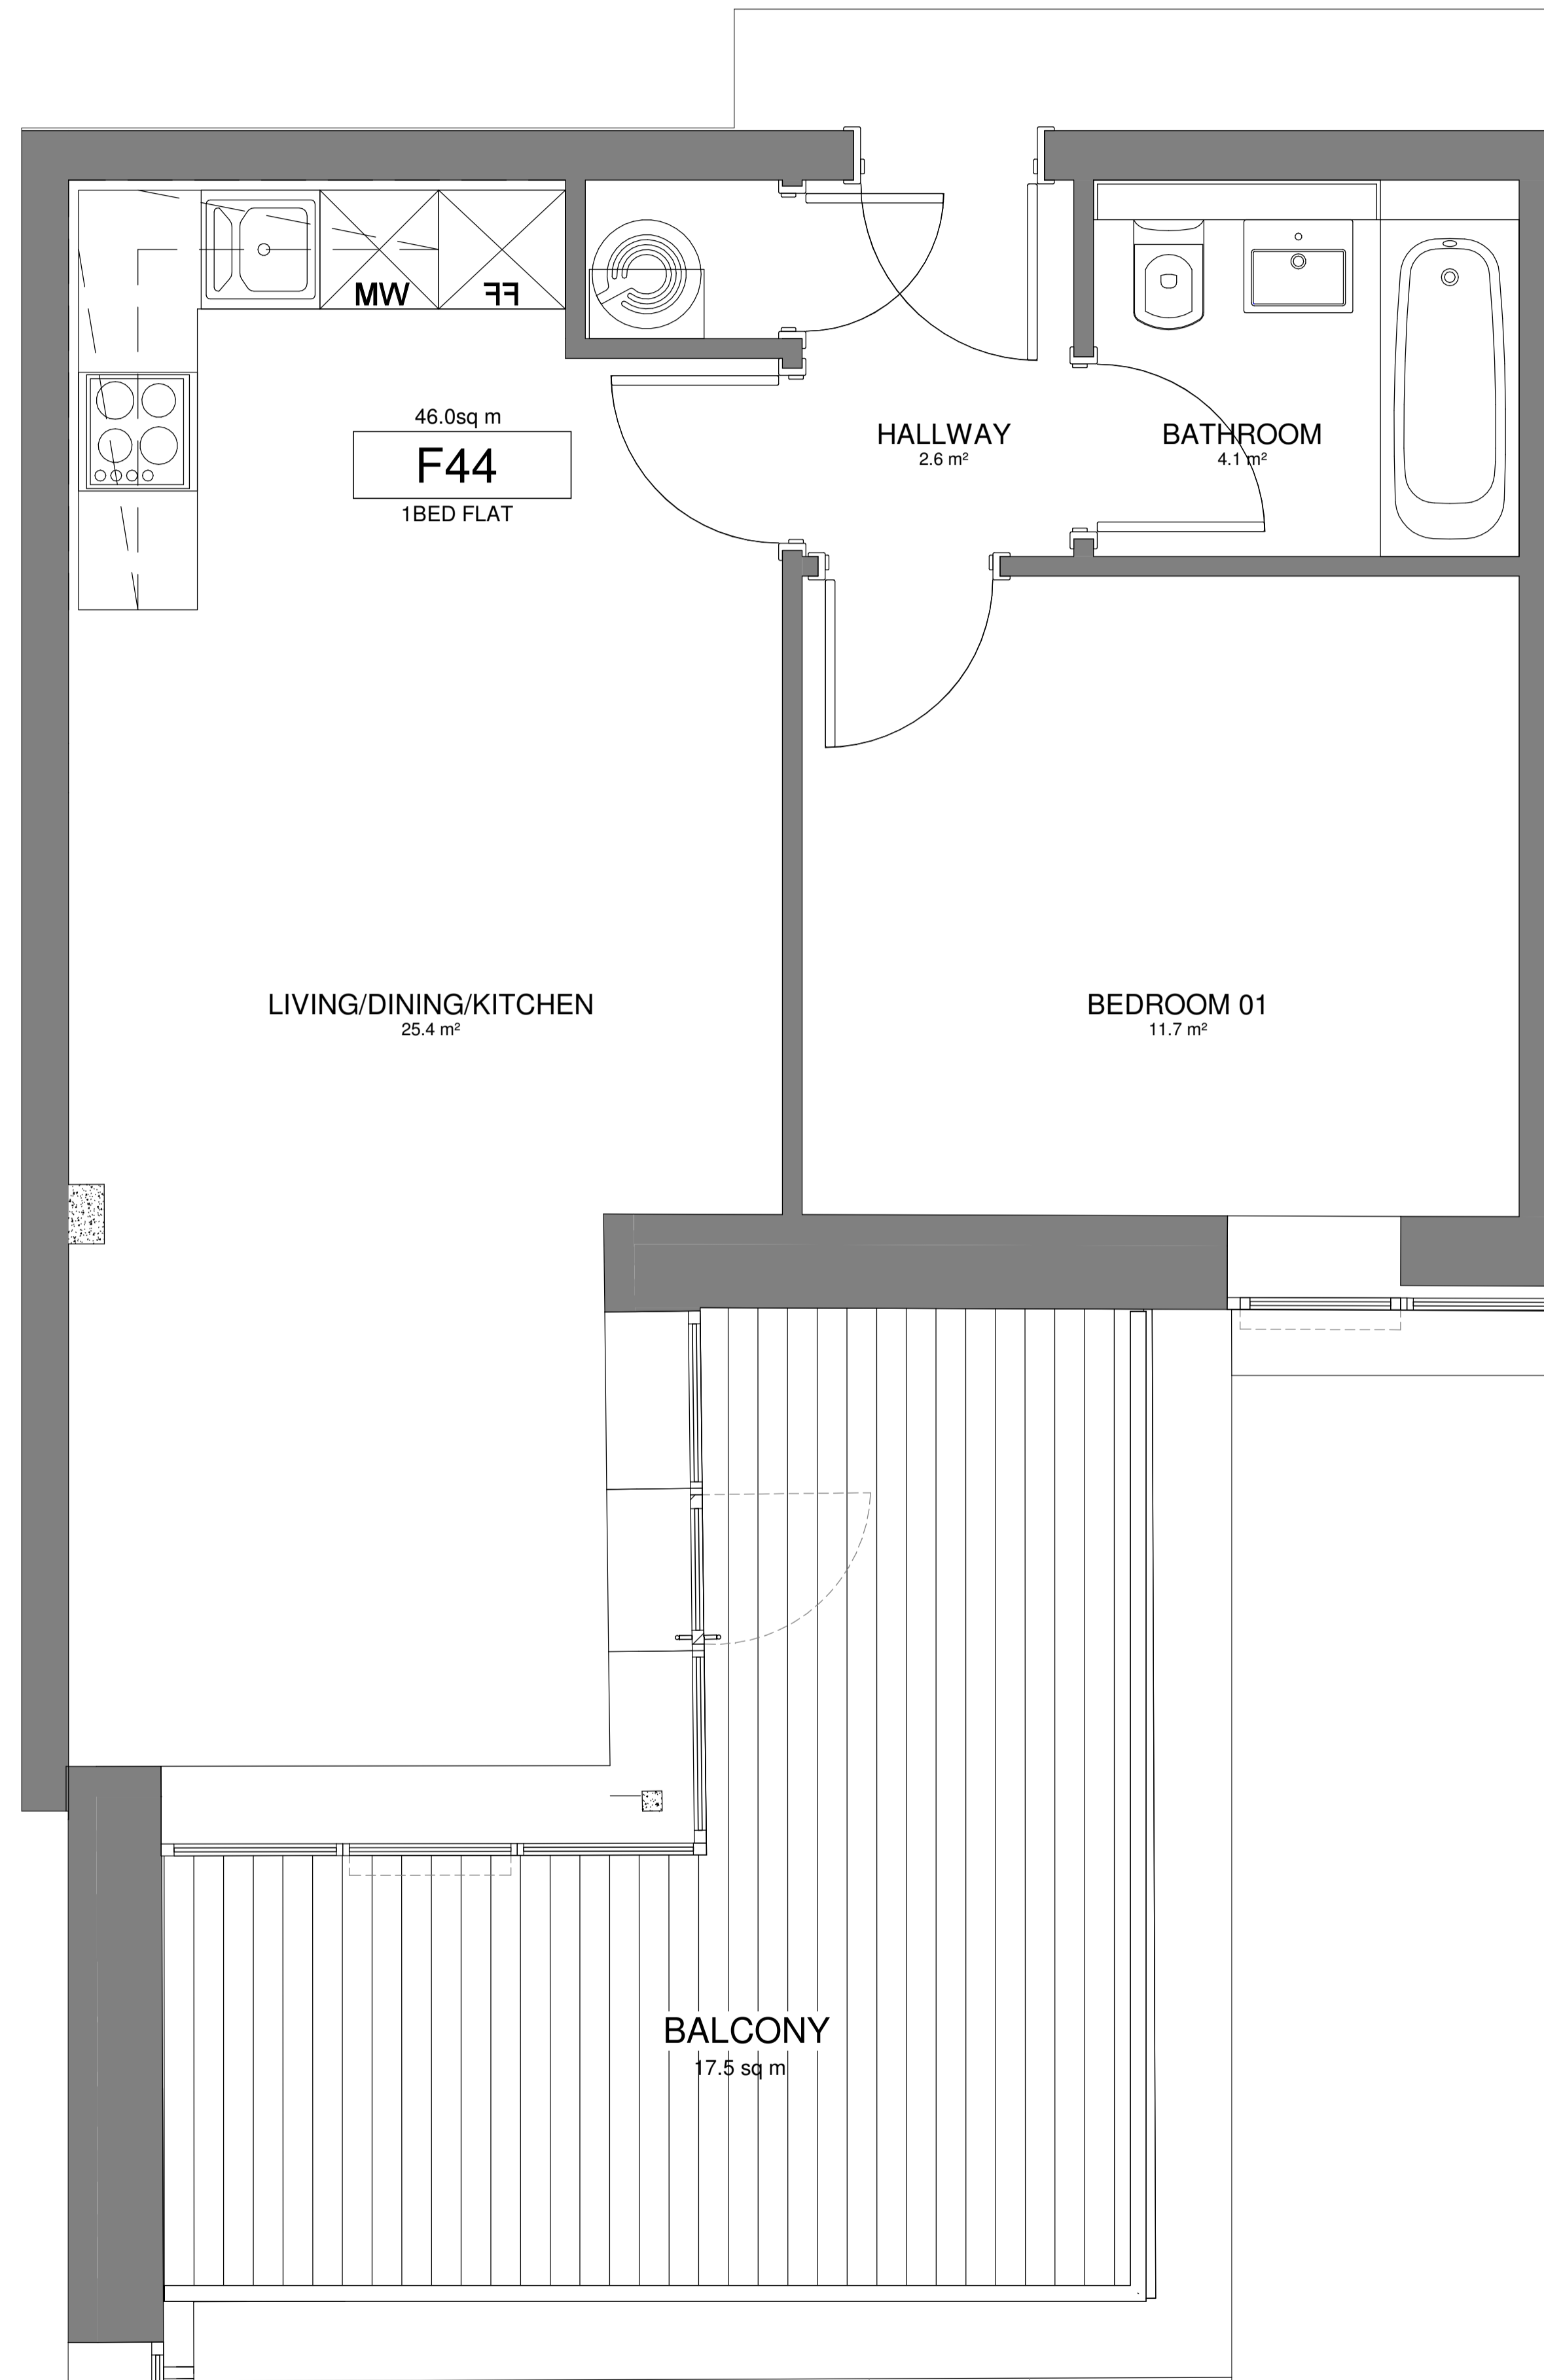 MW
FF
46.0sq m
F44
1BED FLAT
HALLWAY
2.6 m²
BATHROOM
4.1 m²
LIVING/DINING/KITCHEN
25.4 m²
BEDROOM 01
11.7 m²
BALCONY
17.5 sq m